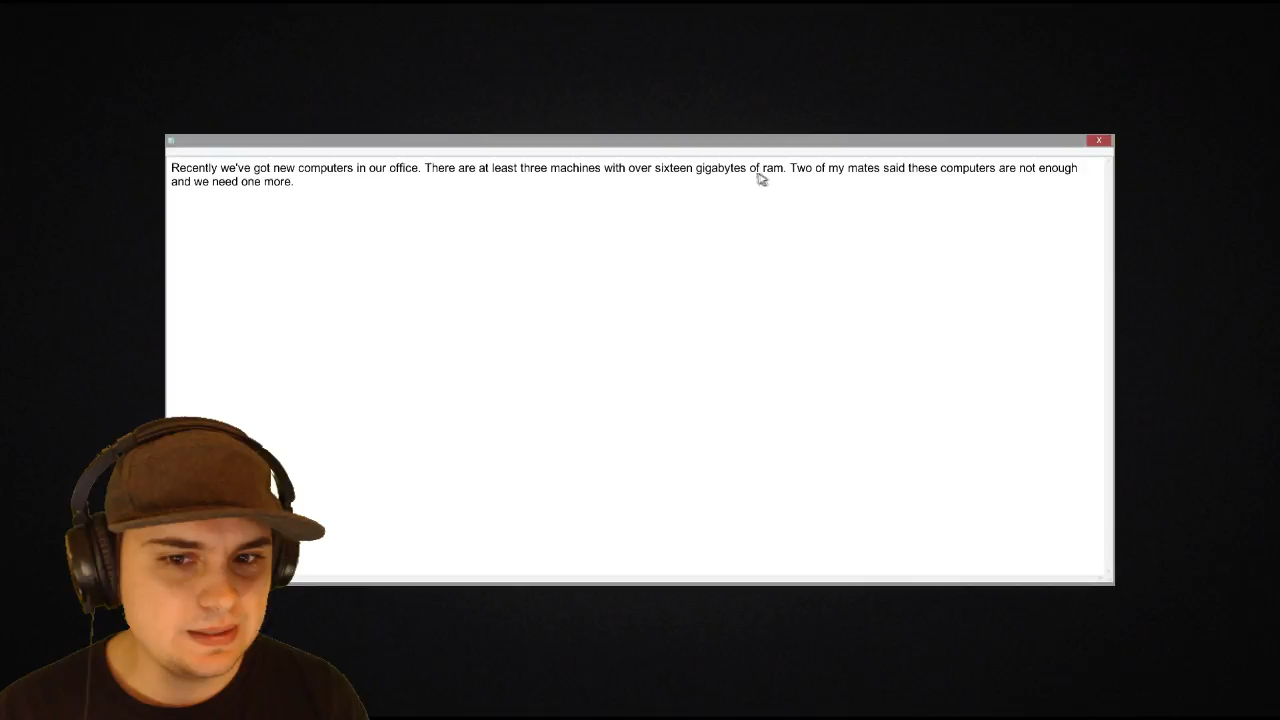 Recently we've got new computers in our office. There are at least three machines with over sixteen gigabytes of ram. Two of my mates said these computers are not enough
and we need one more.
X